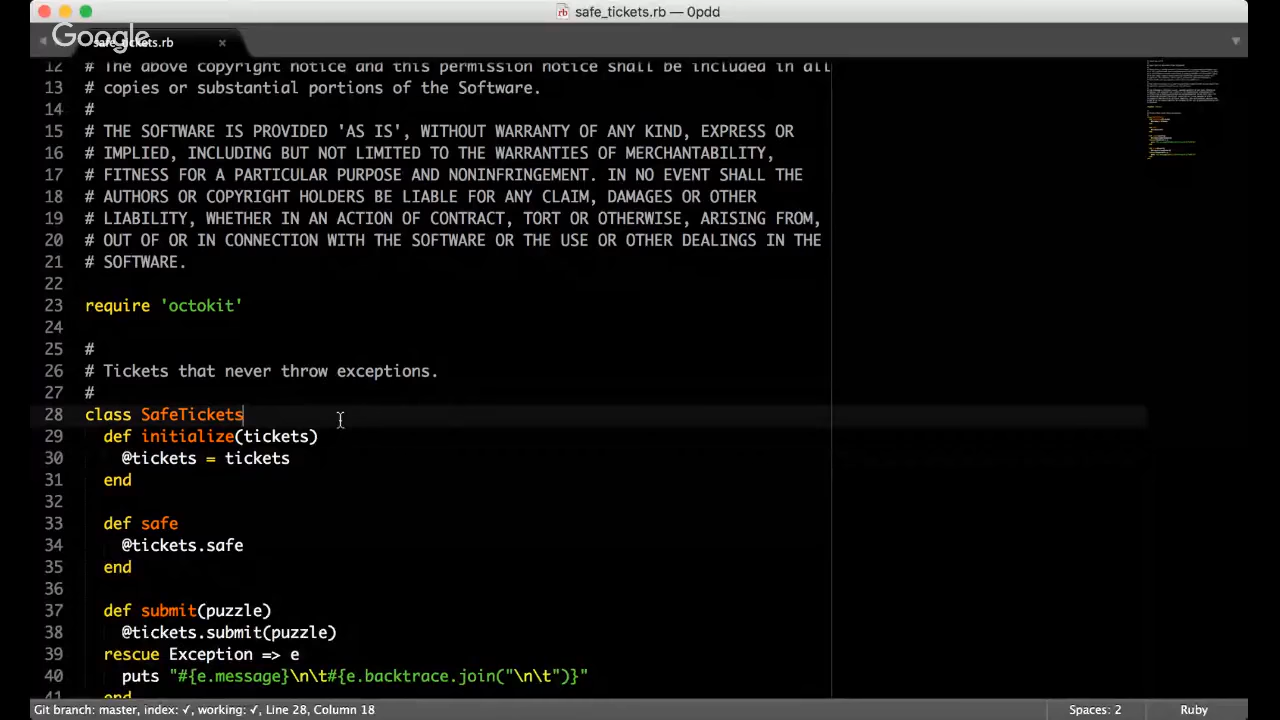 safe_tickets.rb — 0pdd
Google
safe_tickets.rb
12 # The above copyright notice and this permission notice shall be included in all
13 # copies or substantial portions of the Software.
14 #
15 # THE SOFTWARE IS PROVIDED 'AS IS', WITHOUT WARRANTY OF ANY KIND, EXPRESS OR
16 # IMPLIED, INCLUDING BUT NOT LIMITED TO THE WARRANTIES OF MERCHANTABILITY,
17 # FITNESS FOR A PARTICULAR PURPOSE AND NONINFRINGEMENT. IN NO EVENT SHALL THE
18 # AUTHORS OR COPYRIGHT HOLDERS BE LIABLE FOR ANY CLAIM, DAMAGES OR OTHER
19 # LIABILITY, WHETHER IN AN ACTION OF CONTRACT, TORT OR OTHERWISE, ARISING FROM,
20 # OUT OF OR IN CONNECTION WITH THE SOFTWARE OR THE USE OR OTHER DEALINGS IN THE
21 # SOFTWARE.
22
23 require 'octokit'
24
25 #
26 # Tickets that never throw exceptions.
27 #
28 class SafeTickets
29 def initialize(tickets)
30 @tickets = tickets
31 end
32
33 def safe
34 @tickets.safe
35 end
36
37 def submit(puzzle)
38 @tickets.submit(puzzle)
39 rescue Exception => e
40 puts "#{e.message}\n\t#{e.backtrace.join("\n\t")}"
41 end
Git branch: master, index: ✓, working: ✓, Line 28, Column 18
Spaces: 2
Ruby